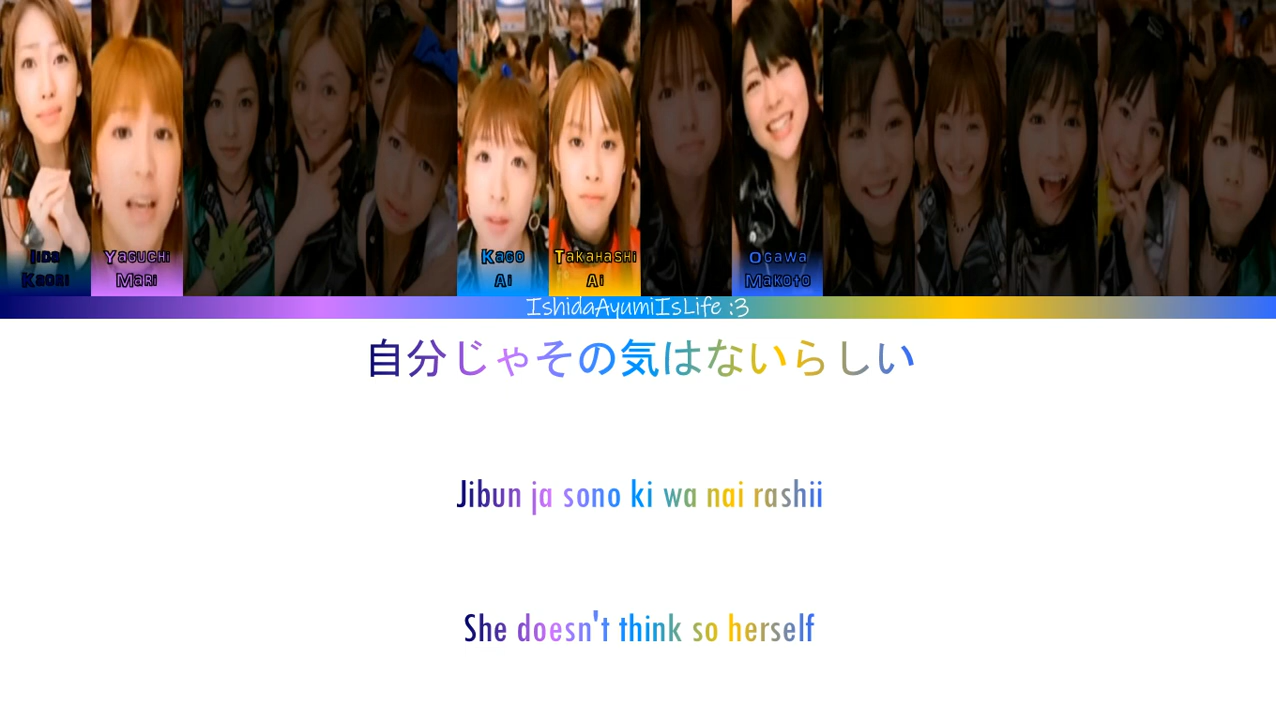 Iida
Kaori
Yaguchi
Mari
Kago
Ai
Takahashi
Ai
Ogawa
Makoto
IshidaAyumiIsLife :3
自分じゃその気はないらしい
Jibun ja sono ki wa nai rashii
She doesn't think so herself